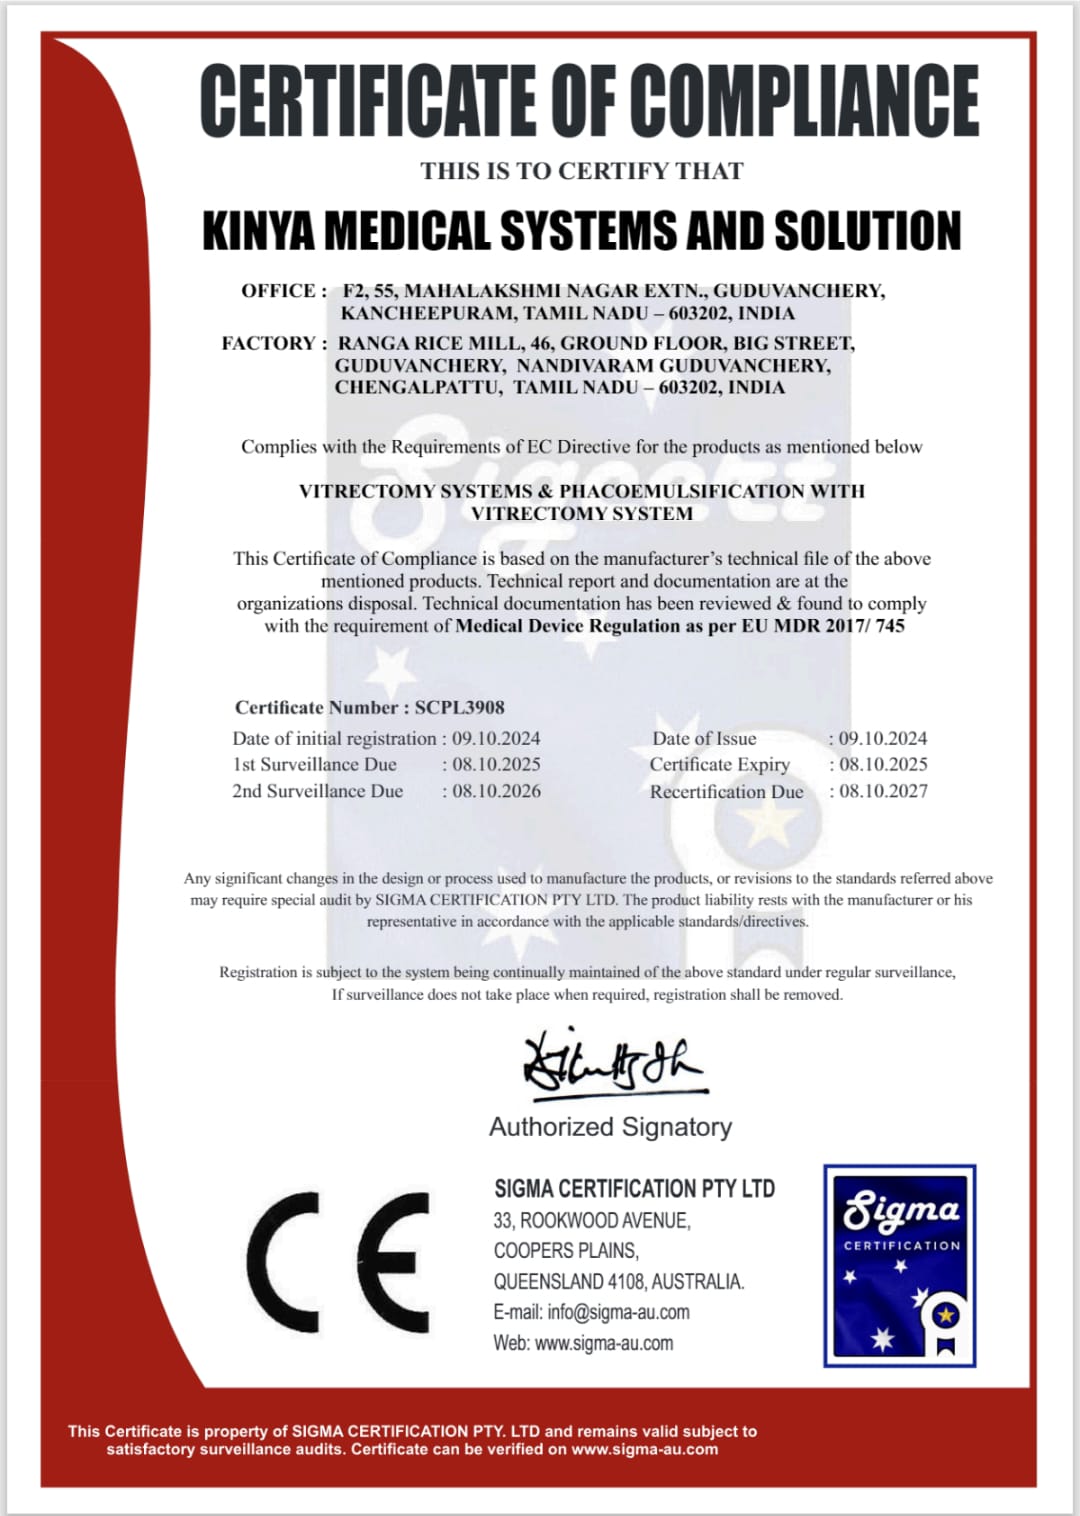 CERTIFICATE OF COMPLIANCE
THIS IS TO CERTIFY THAT
KINYA MEDICAL SYSTEMS AND SOLUTION
OFFICE : F2, 55, MAHALAKSHMI NAGAR EXTN., GUDUVANCHERY,
KANCHEEPURAM, TAMIL NADU – 603202, INDIA
FACTORY : RANGA RICE MILL, 46, GROUND FLOOR, BIG STREET,
GUDUVANCHERY, NANDIVARAM GUDUVANCHERY,
CHENGALPATTU, TAMIL NADU – 603202, INDIA
Complies with the Requirements of EC Directive for the products as mentioned below
VITRECTOMY SYSTEMS & PHACOEMULSIFICATION WITH
VITRECTOMY SYSTEM
This Certificate of Compliance is based on the manufacturer's technical file of the above
mentioned products. Technical report and documentation are at the
organizations disposal. Technical documentation has been reviewed & found to comply
with the requirement of Medical Device Regulation as per EU MDR 2017/ 745
Certificate Number : SCPL3908
Date of initial registration : 09.10.2024 Date of Issue : 09.10.2024
1st Surveillance Due : 08.10.2025 Certificate Expiry : 08.10.2025
2nd Surveillance Due : 08.10.2026 Recertification Due : 08.10.2027
Any significant changes in the design or process used to manufacture the products, or revisions to the standards referred above
may require special audit by SIGMA CERTIFICATION PTY LTD. The product liability rests with the manufacturer or his
representative in accordance with the applicable standards/directives.
Registration is subject to the system being continually maintained of the above standard under regular surveillance,
If surveillance does not take place when required, registration shall be removed.
Authorized Signatory
CE
SIGMA CERTIFICATION PTY LTD
33, ROOKWOOD AVENUE,
COOPERS PLAINS,
QUEENSLAND 4108, AUSTRALIA.
E-mail: info@sigma-au.com
Web: www.sigma-au.com
Sigma
CERTIFICATION
This Certificate is property of SIGMA CERTIFICATION PTY. LTD and remains valid subject to
satisfactory surveillance audits. Certificate can be verified on www.sigma-au.com